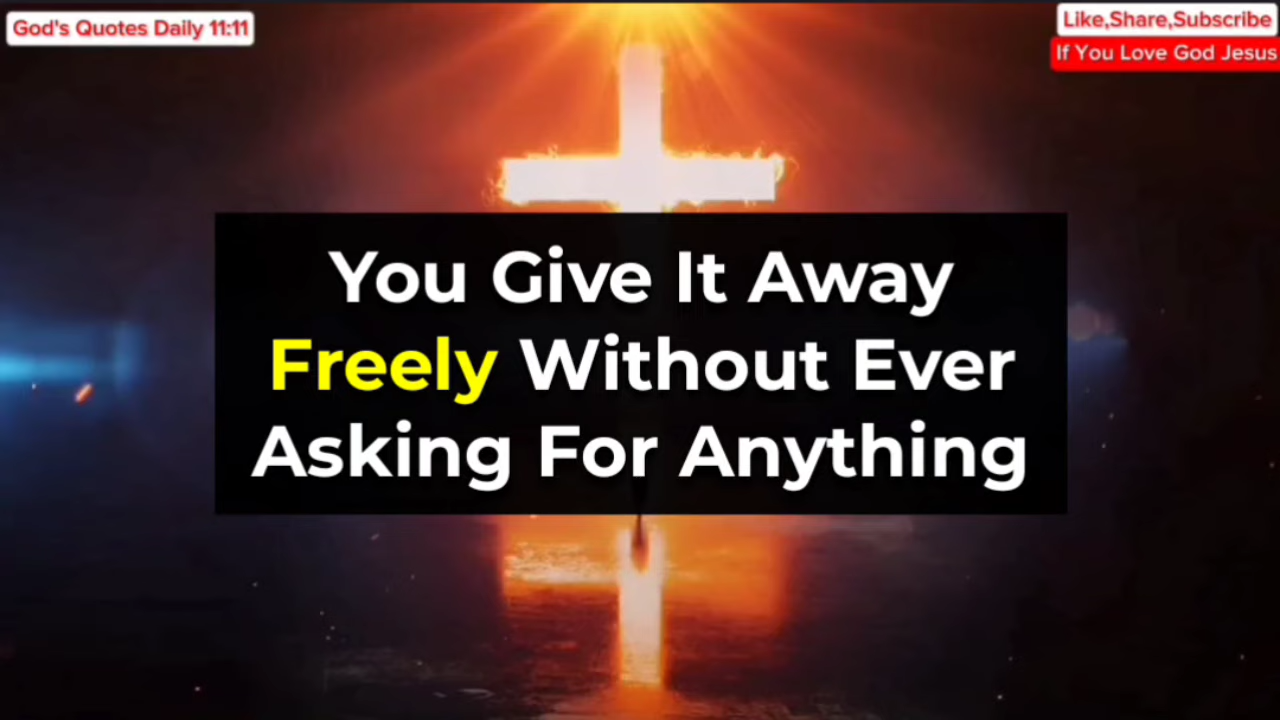 God's Quotes Daily 11:11
Like,Share,Subscribe
If You Love God Jesus
You Give It Away
Freely Without Ever
Asking For Anything